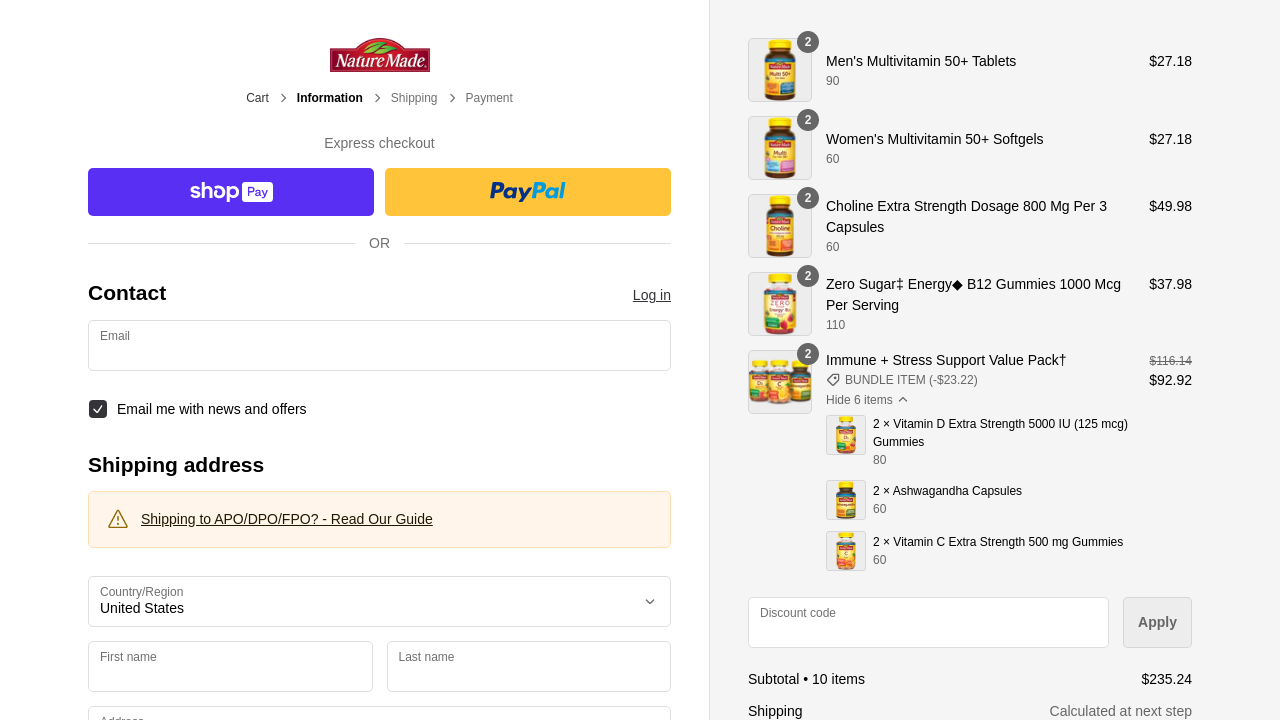 Nature Made
Cart
Information
Shipping
Payment
Express checkout
shop Pay
PayPal
OR
Contact
Log in
Email
Email me with news and offers
Shipping address
Shipping to APO/DPO/FPO? - Read Our Guide
Country/Region
United States
First name
Last name
Address
2
Men's Multivitamin 50+ Tablets
$27.18
90
2
Women's Multivitamin 50+ Softgels
$27.18
60
2
Choline Extra Strength Dosage 800 Mg Per 3
Capsules
$49.98
60
2
Zero Sugar‡ Energy◆ B12 Gummies 1000 Mcg
Per Serving
$37.98
110
2
Immune + Stress Support Value Pack†
$116.14
BUNDLE ITEM (-$23.22)
$92.92
Hide 6 items
2 × Vitamin D Extra Strength 5000 IU (125 mcg)
Gummies
80
2 × Ashwagandha Capsules
60
2 × Vitamin C Extra Strength 500 mg Gummies
60
Discount code
Apply
Subtotal • 10 items
$235.24
Shipping
Calculated at next step